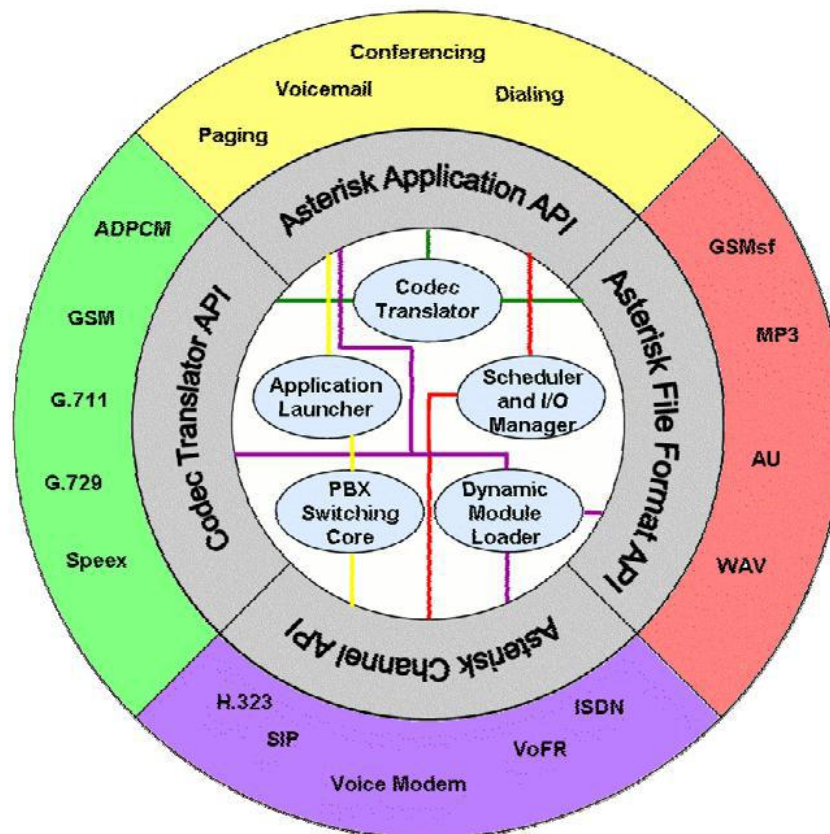 Conferencing
Voicemail
Dialing
Paging
Asterisk Application API
ADPCM
GSM
G.711
G.729
Speex
Codec Translator API
Codec
Translator
Application
Launcher
Scheduler
and I/O
Manager
PBX
Switching
Core
Dynamic
Module
Loader
Asterisk File Format API
GSMsf
MP3
AU
WAV
Asterisk Channel API
H.323
SIP
Voice Modem
VoFR
ISDN